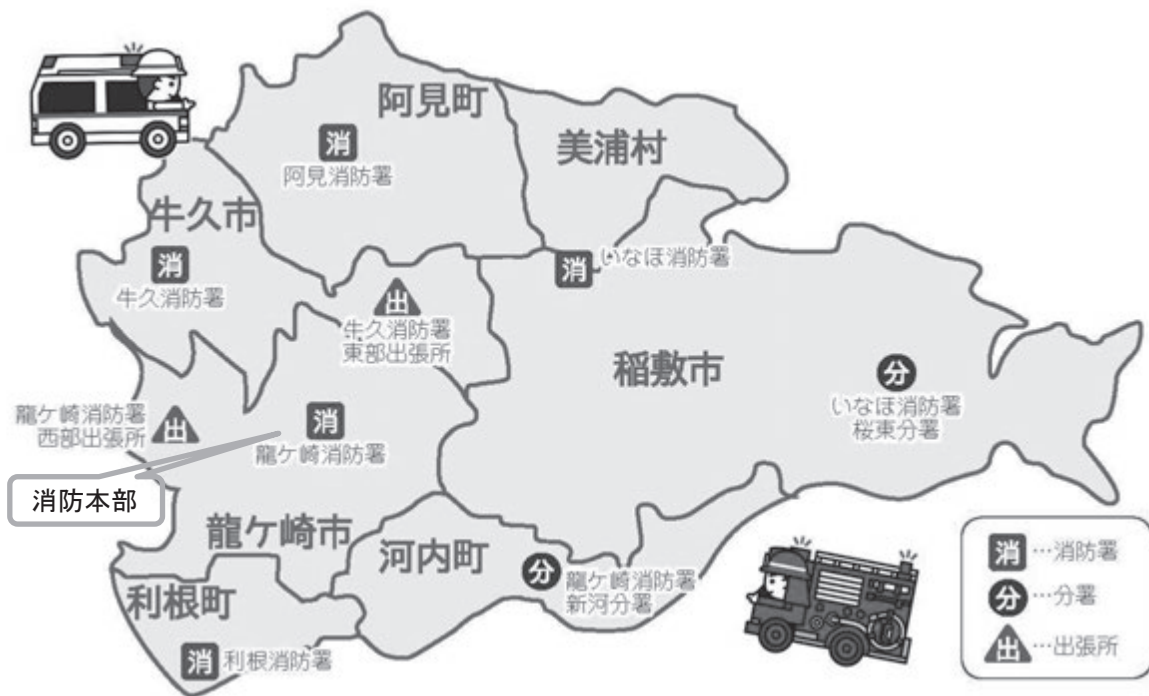 阿見町
消
阿見消防署
美浦村
牛久市
消
牛久消防署
消
いなほ消防署
出
牛久消防署
東部出張所
稲敷市
分
いなほ消防署
桜東分署
龍ケ崎消防署
西部出張所
出
消
龍ケ崎消防署
消防本部
龍ケ崎市
河内町
分
龍ケ崎消防署
新河分署
利根町
消
利根消防署
消…消防署
分…分署
出…出張所